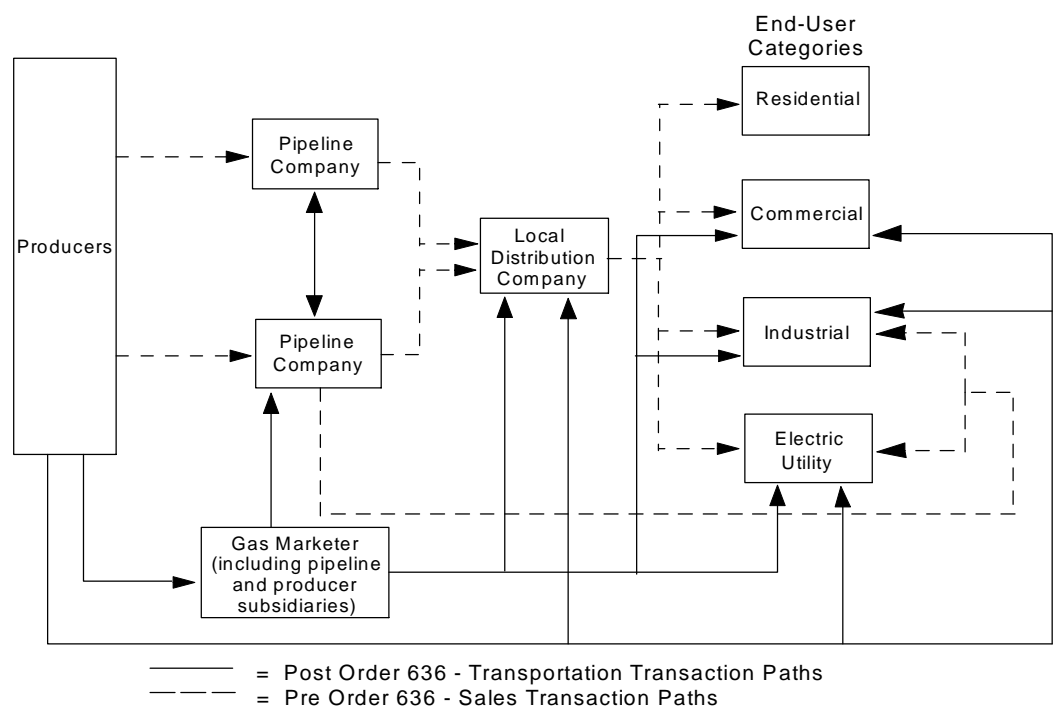 End-User
Categories
Residential
Pipeline
Company
Commercial
Producers
Local
Distribution
Company
Pipeline
Company
Industrial
Electric
Utility
Gas Marketer
(including pipeline
and producer
subsidiaries)
= Post Order 636 - Transportation Transaction Paths
= Pre Order 636 - Sales Transaction Paths